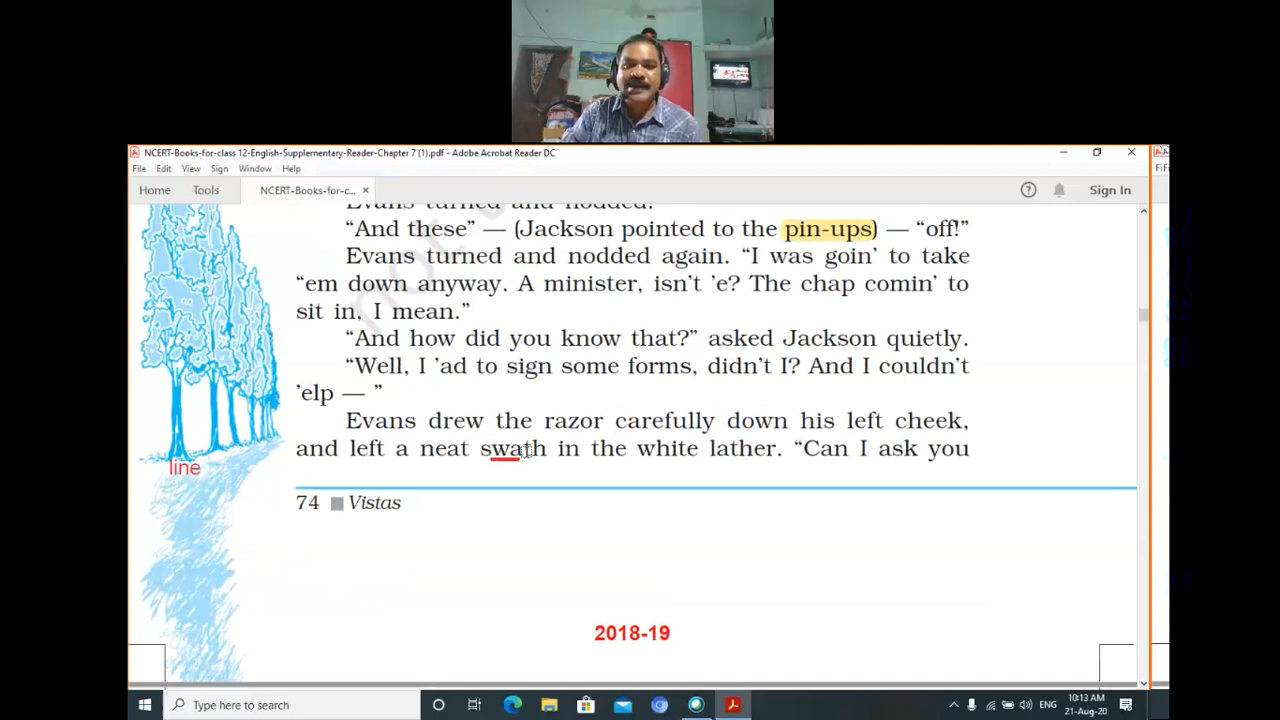 NCERT-Books-for-class 12-English-Supplementary-Reader-Chapter 7 (1).pdf - Adobe Acrobat Reader DC
File Edit View Sign Window Help
FiF
Home Tools NCERT-Books-for-c... × Sign In
Evans turned and nodded.
“And these” — (Jackson pointed to the pin-ups) — “off!”
Evans turned and nodded again. “I was goin’ to take
“em down anyway. A minister, isn’t ’e? The chap comin’ to
sit in, I mean.”
“And how did you know that?” asked Jackson quietly.
“Well, I ’ad to sign some forms, didn’t I? And I couldn’t
’elp — ”
Evans drew the razor carefully down his left cheek,
and left a neat swath in the white lather. “Can I ask you
line
74 Vistas
2018-19
Type here to search
ENG
10:13 AM
21-Aug-20